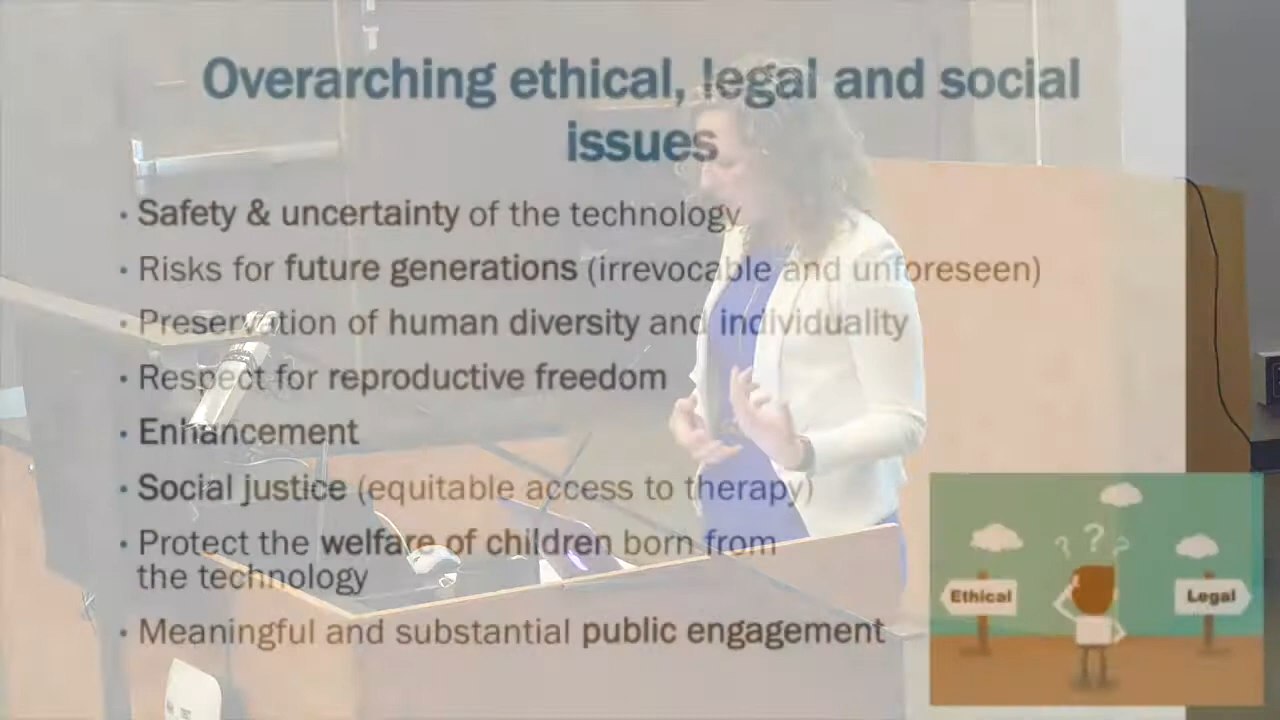 Overarching ethical, legal and social
issues
• Safety & uncertainty of the technology
• Risks for future generations (irrevocable and unforeseen)
• Preservation of human diversity and individuality
• Respect for reproductive freedom
• Enhancement
• Social justice (equitable access to therapy)
• Protect the welfare of children born from
the technology
• Meaningful and substantial public engagement
? ? ?
Ethical
Legal